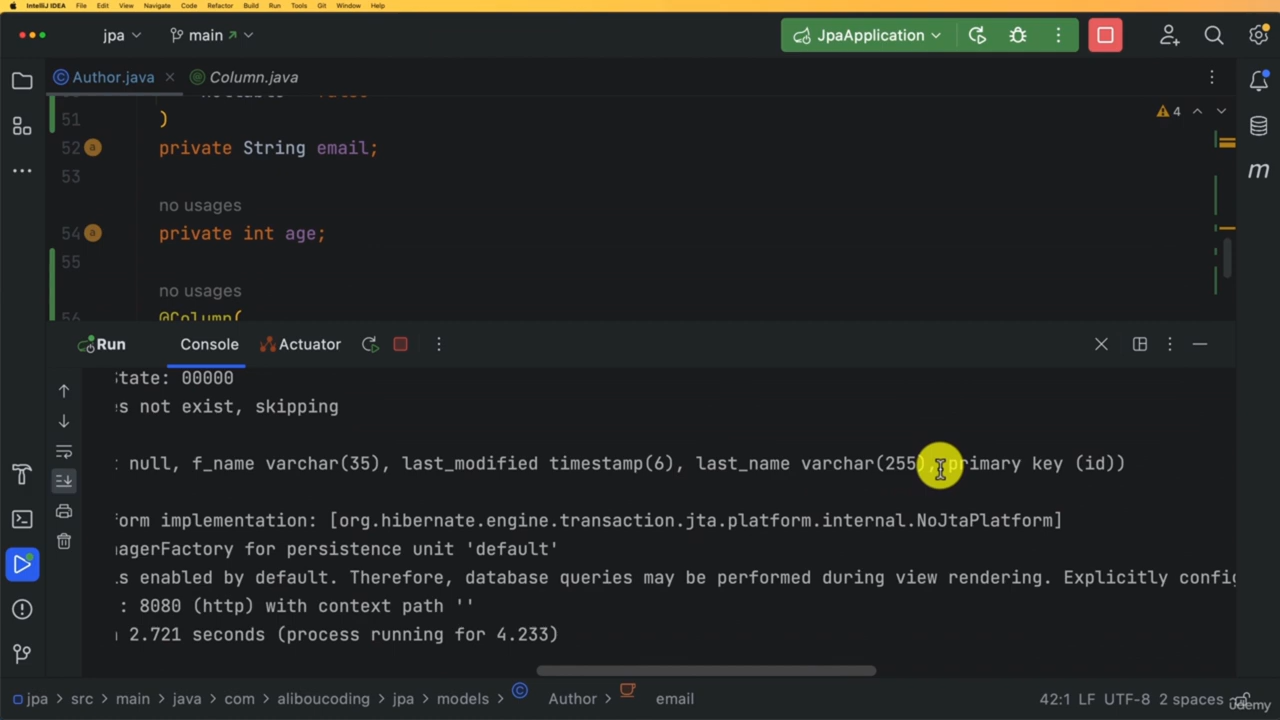 IntelliJ IDEA File Edit View Navigate Code Refactor Build Run Tools Git Window Help
jpa main JpaApplication
Author.java Column.java
51 )
4
52 private String email;
53
no usages
54 private int age;
55
no usages
56 @Column(
Run Console Actuator
State: 00000
es not exist, skipping
t null, f_name varchar(35), last_modified timestamp(6), last_name varchar(255), primary key (id))
form implementation: [org.hibernate.engine.transaction.jta.platform.internal.NoJtaPlatform]
nagerFactory for persistence unit 'default'
is enabled by default. Therefore, database queries may be performed during view rendering. Explicitly config
: 8080 (http) with context path ''
n 2.721 seconds (process running for 4.233)
jpa > src > main > java > com > aliboucoding > jpa > models > Author > email 42:1 LF UTF-8 2 spaces
udemy